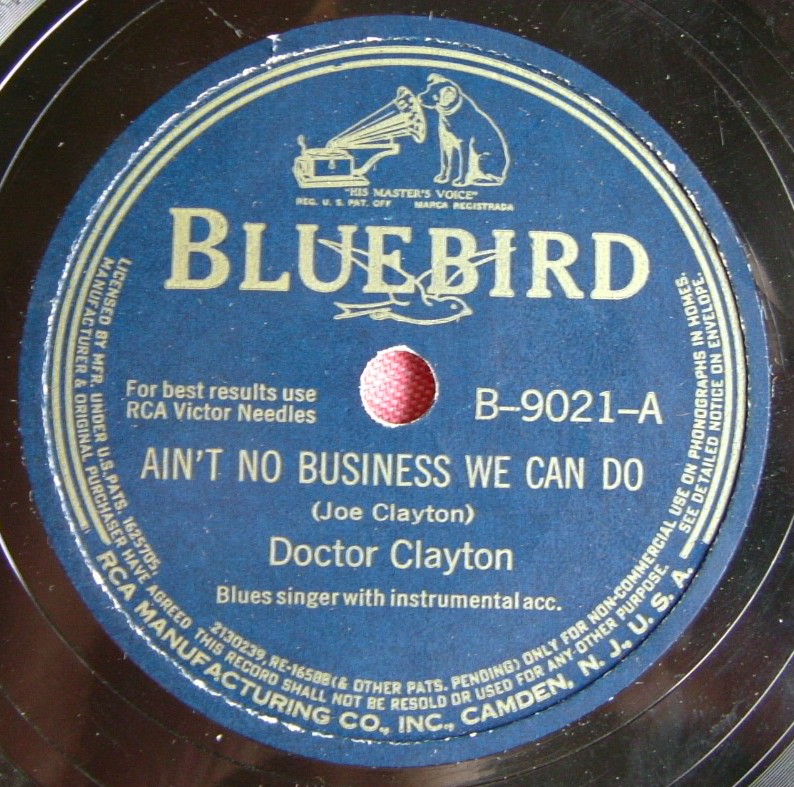 "HIS MASTER'S VOICE"
REG. U. S. PAT. OFF MARCA REGISTRADA
BLUEBIRD
For best results use
RCA Victor Needles
B-9021-A
AIN'T NO BUSINESS WE CAN DO
(Joe Clayton)
Doctor Clayton
Blues singer with instrumental acc.
LICENSED BY MFR. UNDER U.S. PATS. 1625705,
2130239, RE-16588 (& OTHER PATS. PENDING) ONLY FOR NON-COMMERCIAL USE ON PHONOGRAPHS IN HOMES.
MANUFACTURER & ORIGINAL PURCHASER HAVE AGREED THIS RECORD SHALL NOT BE RESOLD OR USED FOR ANY OTHER PURPOSE. SEE DETAILED NOTICE ON ENVELOPE.
RCA MANUFACTURING CO., INC., CAMDEN, N. J., U. S. A.